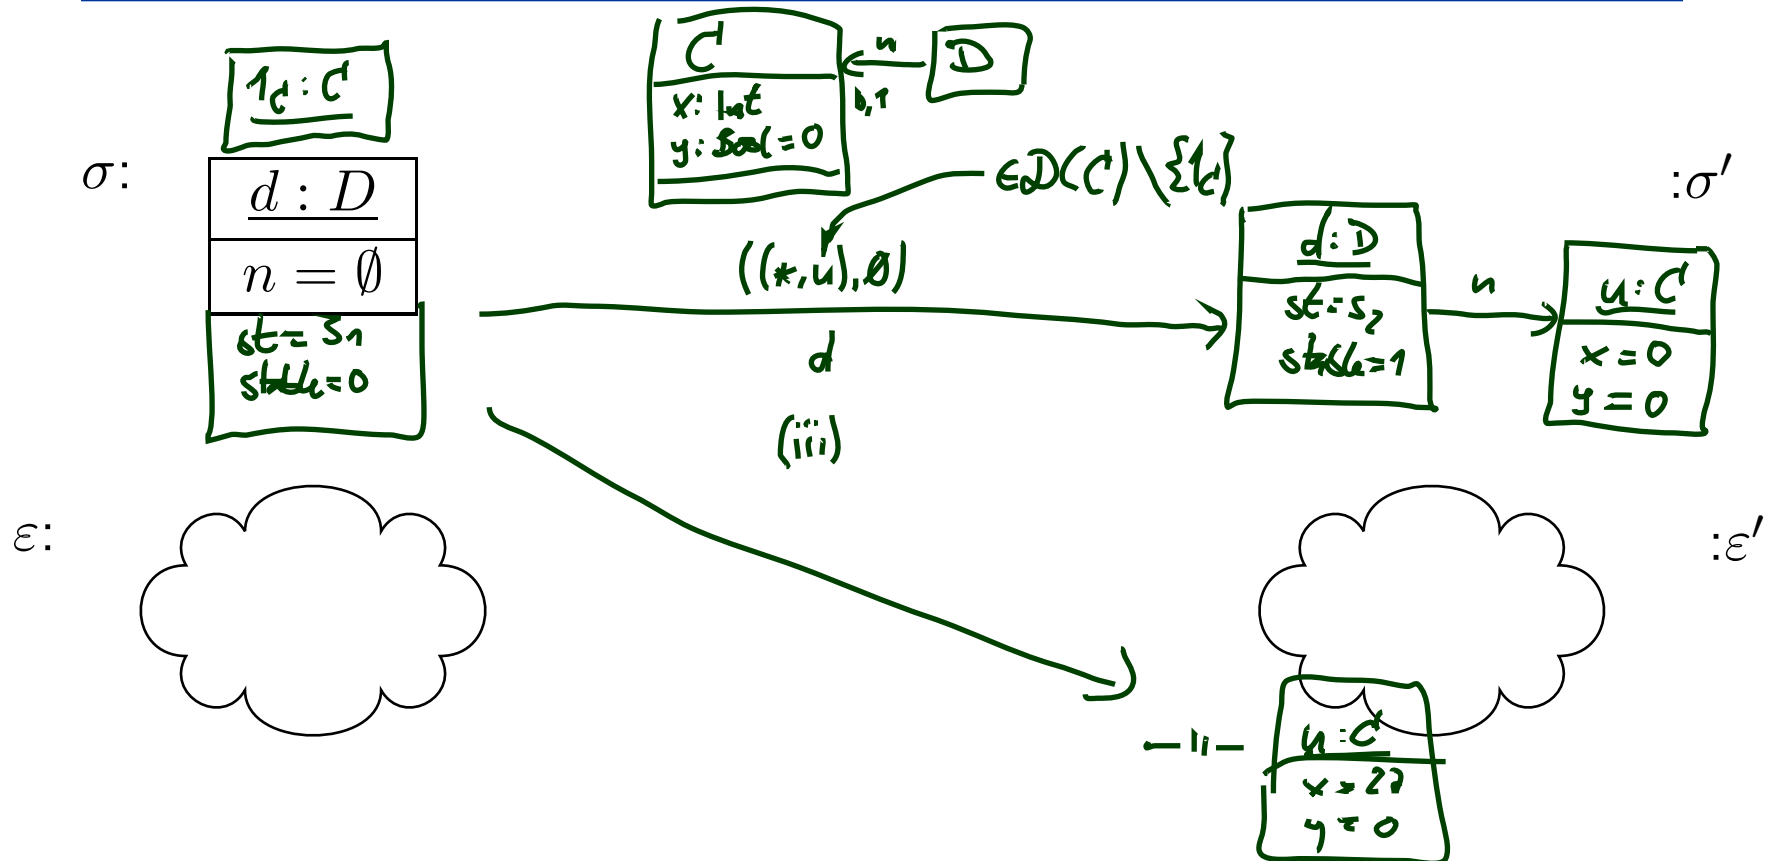 1_C : C
σ:
d : D
n = ∅
st = s₁
stable = 0
C
x: Int
y: Bool = 0
n
D
0,1
∈ D(C) \ {1_C}
((*, u), ∅)
d
(iii)
:σ′
d : D
st = s₂
stable = 1
n
u : C
x = 0
y = 0
ε:
:ε′
— " —
u : C
x = 27
y = 0